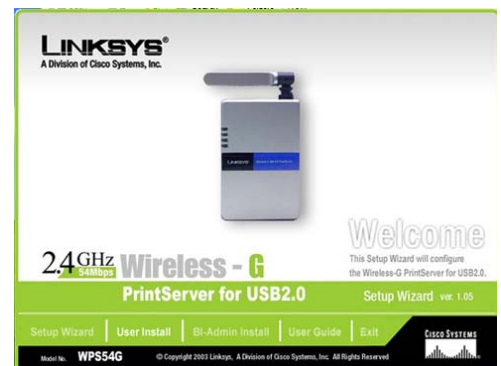 LINKSYS®
A Division of Cisco Systems, Inc.
LINKSYS
Welcome
This Setup Wizard will configure
the Wireless-G PrintServer for USB2.0.
2.4 GHz 54Mbps Wireless - G
PrintServer for USB2.0
Setup Wizard ver. 1.05
Setup Wizard User Install BI-Admin Install User Guide Exit
CISCO SYSTEMS
Model No. WPS54G © Copyright 2003 Linksys, A Division of Cisco Systems, Inc. All Rights Reserved